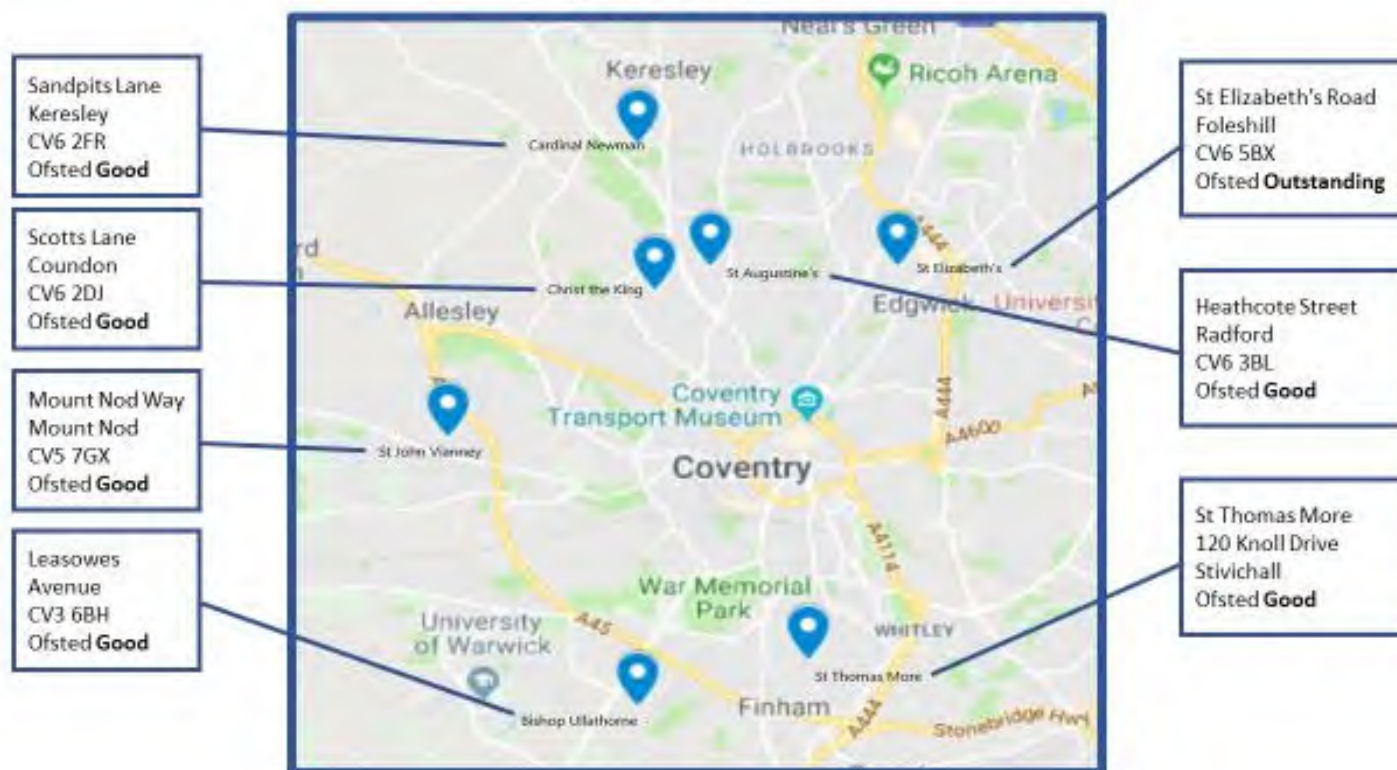 Sandpits Lane
Keresley
CV6 2FR
Ofsted Good
Scotts Lane
Coundon
CV6 2DJ
Ofsted Good
Mount Nod Way
Mount Nod
CV5 7GX
Ofsted Good
Leasowes
Avenue
CV3 6BH
Ofsted Good
Neal's Green
Keresley
Ricoh Arena
Cardinal Newman
HOLBROOKS
A444
St Augustine's
St Elizabeth's
Christ the King
Edgwick
Allesley
A444
Coventry
Transport Museum
A4600
St John Vianney
Coventry
A4114
War Memorial
Park
University
of Warwick
A45
WHITLEY
St Thomas More
Bishop Ullathorne
Finham
A444
Stonebridge Hwy
St Elizabeth's Road
Foleshill
CV6 5BX
Ofsted Outstanding
Heathcote Street
Radford
CV6 3BL
Ofsted Good
St Thomas More
120 Knoll Drive
Stivichall
Ofsted Good